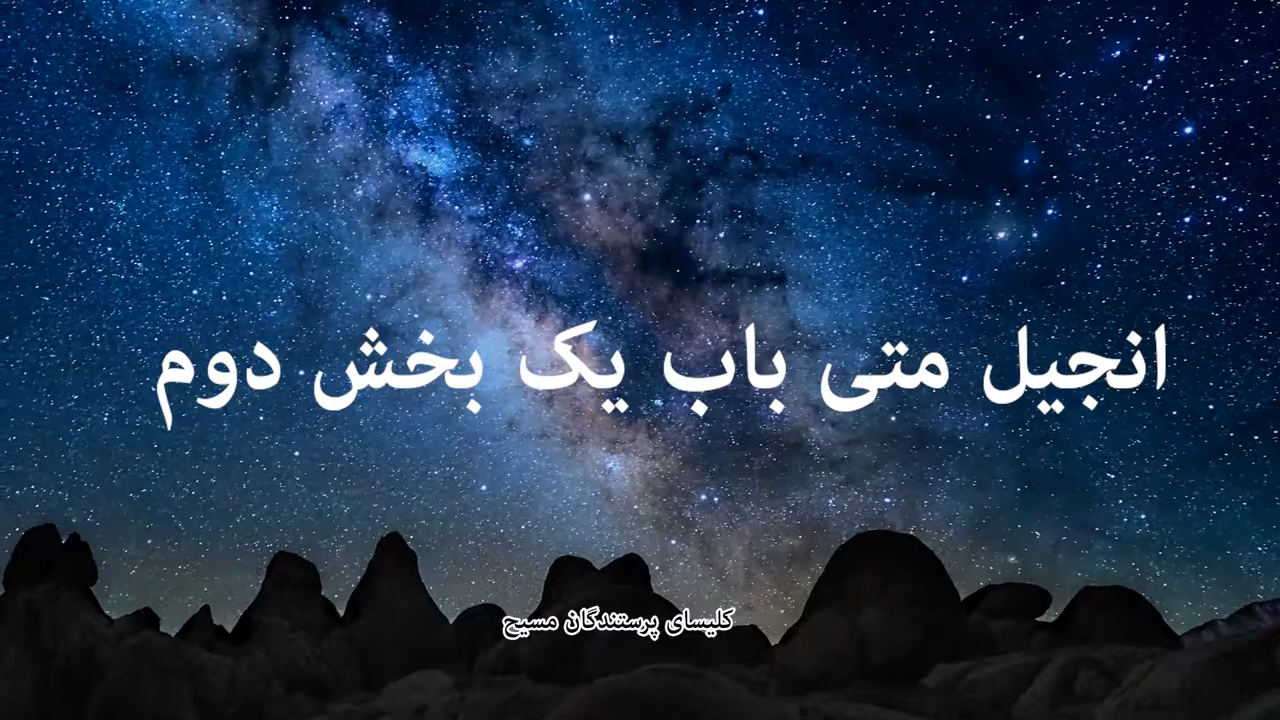 انجیل متی باب یک بخش دوم
کلیسای پرستندگان مسیح